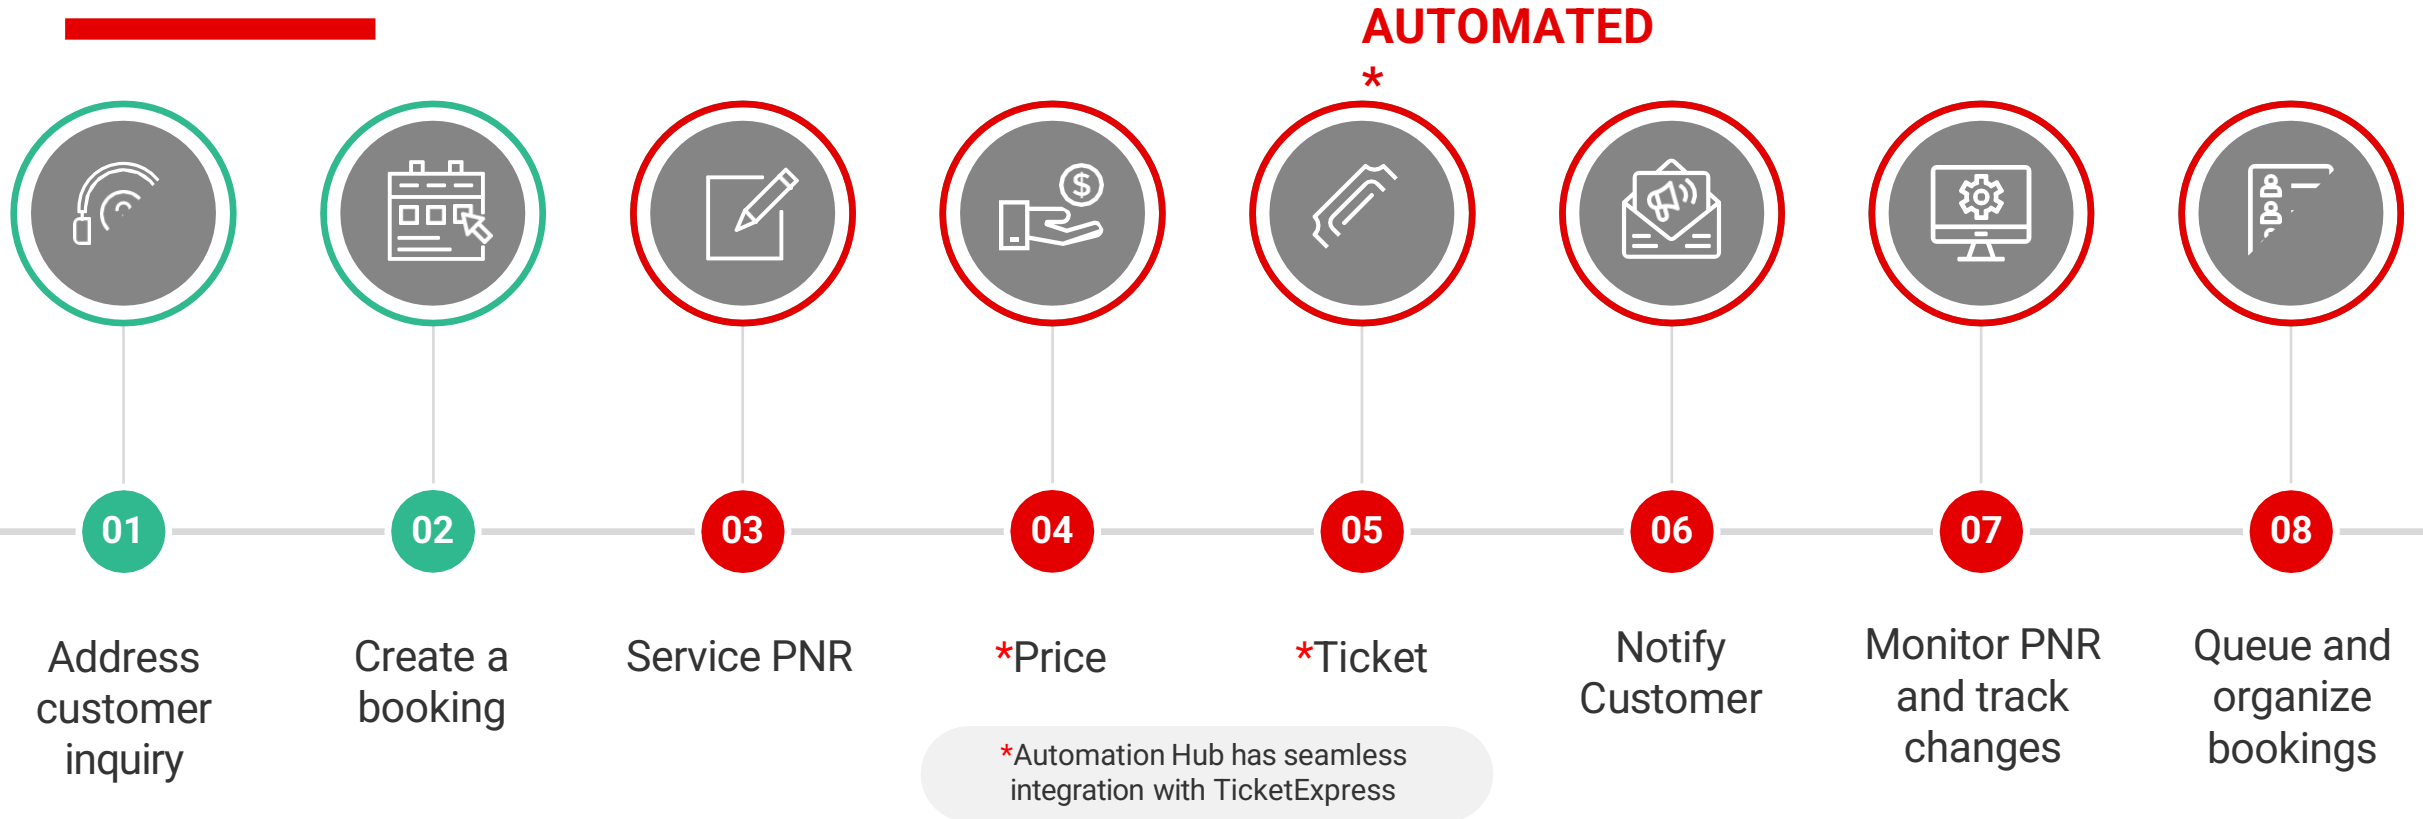 AUTOMATED
*
$
01
02
03
04
05
06
07
08
Address
customer
inquiry
Create a
booking
Service PNR
*Price
*Ticket
Notify
Customer
Monitor PNR
and track
changes
Queue and
organize
bookings
*Automation Hub has seamless
integration with TicketExpress